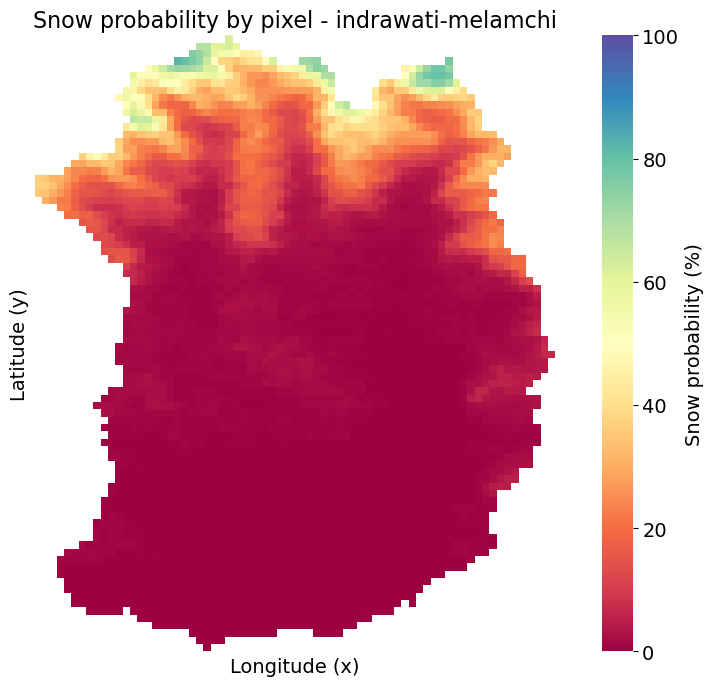 Snow probability by pixel - indrawati-melamchi
100
80
60
40
20
0
Snow probability (%)
Latitude (y)
Longitude (x)